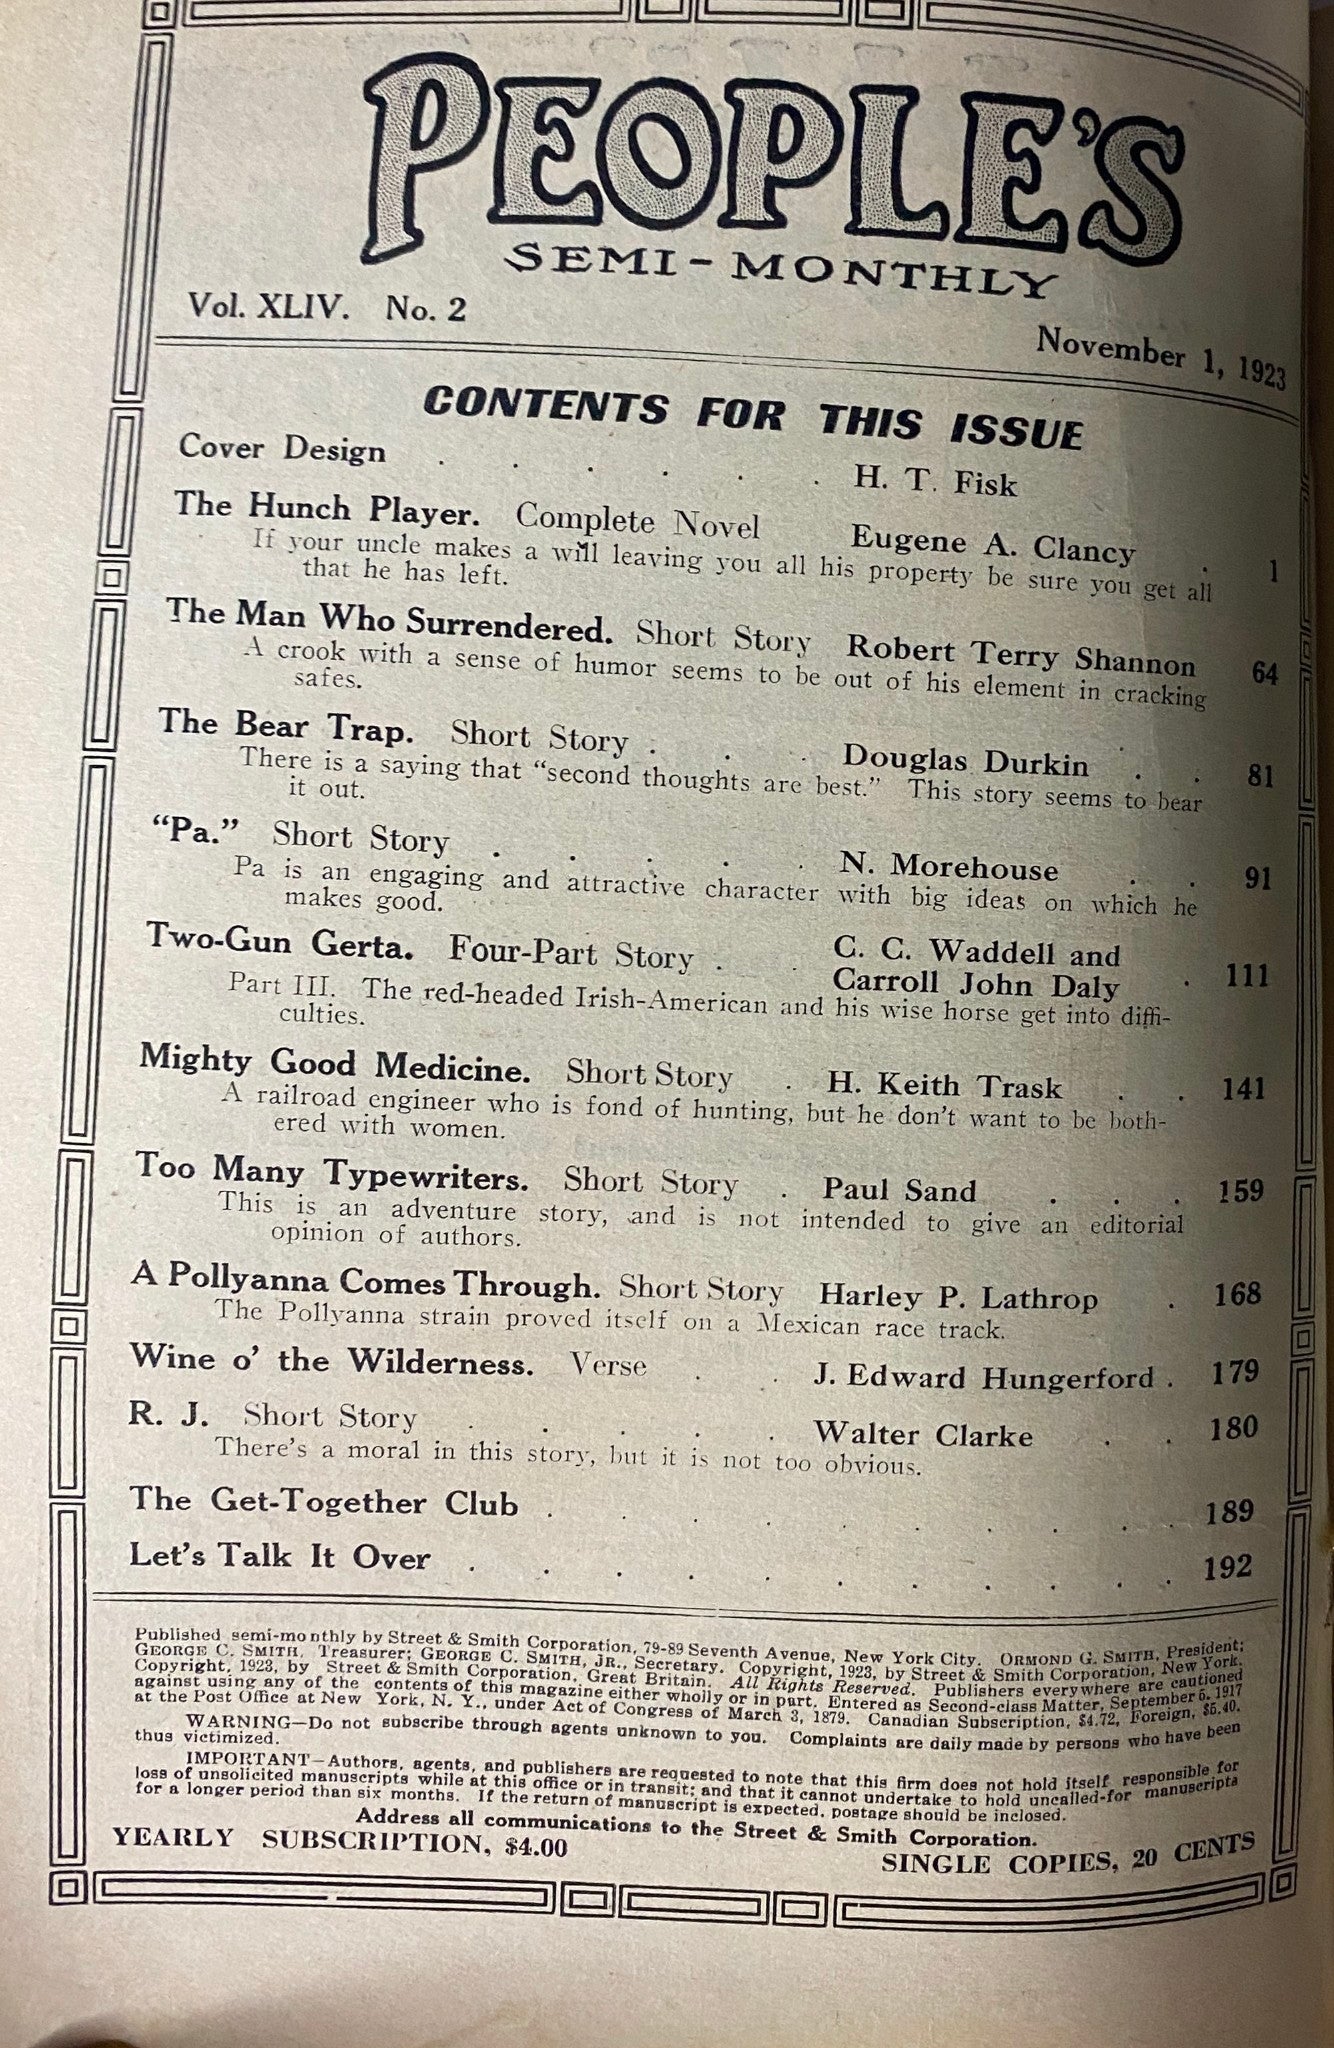 PEOPLE'S
SEMI-MONTHLY
Vol. XLIV. No. 2 November 1, 1923
CONTENTS FOR THIS ISSUE
Cover Design . . . . . . H. T. Fisk
The Hunch Player. Complete Novel Eugene A. Clancy . 1
If your uncle makes a will leaving you all his property be sure you get all
that he has left.
The Man Who Surrendered. Short Story Robert Terry Shannon 64
A crook with a sense of humor seems to be out of his element in cracking
safes.
The Bear Trap. Short Story . . . Douglas Durkin . . 81
There is a saying that "second thoughts are best." This story seems to bear
it out.
"Pa." Short Story . . . . . N. Morehouse . . 91
Pa is an engaging and attractive character with big ideas on which he
makes good.
Two-Gun Gerta. Four-Part Story . . C. C. Waddell and
Carroll John Daly . 111
Part III. The red-headed Irish-American and his wise horse get into diffi-
culties.
Mighty Good Medicine. Short Story . H. Keith Trask . . 141
A railroad engineer who is fond of hunting, but he don't want to be both-
ered with women.
Too Many Typewriters. Short Story . Paul Sand . . . 159
This is an adventure story, and is not intended to give an editorial
opinion of authors.
A Pollyanna Comes Through. Short Story Harley P. Lathrop . 168
The Pollyanna strain proved itself on a Mexican race track.
Wine o' the Wilderness. Verse . . J. Edward Hungerford . 179
R. J. Short Story . . . . . Walter Clarke . . 180
There's a moral in this story, but it is not too obvious.
The Get-Together Club . . . . . . . . . 189
Let's Talk It Over . . . . . . . . . . 192
Published semi-monthly by Street & Smith Corporation, 79-89 Seventh Avenue, New York City. ORMOND G. SMITH, President;
GEORGE C. SMITH, Treasurer; GEORGE C. SMITH, JR., Secretary. Copyright, 1923, by Street & Smith Corporation, New York.
Copyright, 1923, by Street & Smith Corporation, Great Britain. All Rights Reserved. Publishers everywhere are cautioned
against using any of the contents of this magazine either wholly or in part. Entered as Second-class Matter, September 6, 1917
at the Post Office at New York, N. Y., under Act of Congress of March 3, 1879. Canadian Subscription, $4.72, Foreign, $5.40.
WARNING—Do not subscribe through agents unknown to you. Complaints are daily made by persons who have been
thus victimized.
IMPORTANT—Authors, agents, and publishers are requested to note that this firm does not hold itself responsible for
loss of unsolicited manuscripts while at this office or in transit; and that it cannot undertake to hold uncalled-for manuscripts
for a longer period than six months. If the return of manuscript is expected, postage should be inclosed.
Address all communications to the Street & Smith Corporation.
YEARLY SUBSCRIPTION, $4.00 SINGLE COPIES, 20 CENTS